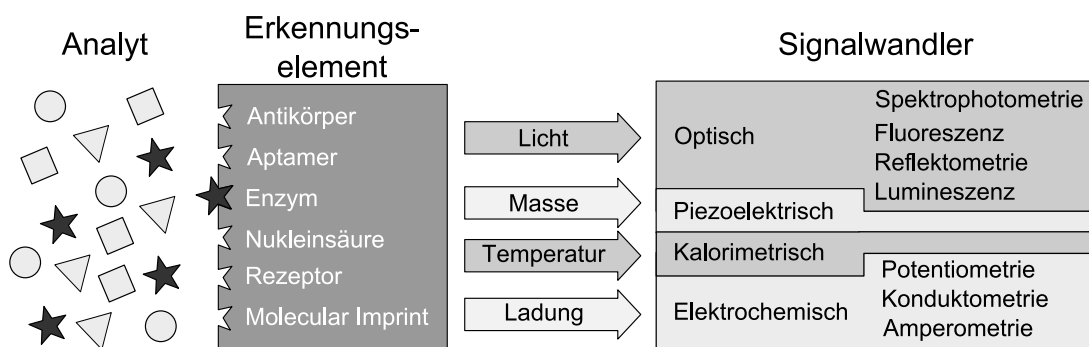 Analyt
Erkennungs-
element
Signalwandler
Antikörper
Aptamer
Enzym
Nukleinsäure
Rezeptor
Molecular Imprint
Licht
Masse
Temperatur
Ladung
Optisch
Spektrophotometrie
Fluoreszenz
Reflektometrie
Lumineszenz
Piezoelektrisch
Kalorimetrisch
Elektrochemisch
Potentiometrie
Konduktometrie
Amperometrie